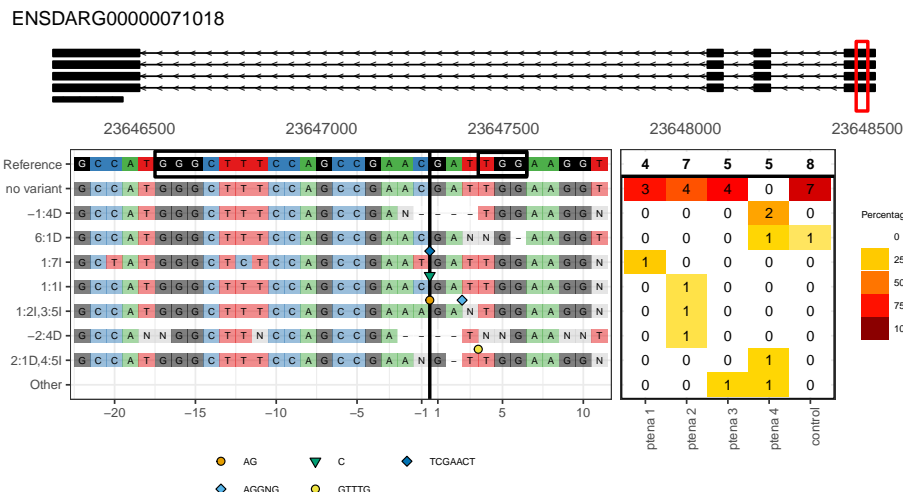 ENSDARG00000071018
23646500 23647000 23647500 23648000 23648500
Reference G C C A T G G G C T T T C C A G C C G A A C G A T T G G A A G G T 4 7 5 5 8
no variant G C C A T G G G C T T T C C A G C C G A A C G A T T G G A A G G T 3 4 4 0 7
−1:4D G C C A T G G G C T T T C C A G C C G A N - - - - T G G A A G G N 0 0 0 2 0
6:1D G C C A T G G G C T T T C C A G C C G A A C G A N N G - A A G G T 0 0 0 1 1
1:7I G C T A T G G G C T C T C C A G C C G A A T G A T T G G A A G G N 1 0 0 0 0
1:1I G C C A T G G G C T T T C C A G C C G A A C G A T T G G A A G G N 0 1 0 0 0
1:2I,3:5I G C C A T G G G C T T T C C A G C C G A A A G A N T G G A A G G N 0 1 0 0 0
−2:4D G C C A N N G G C T T N C C A G C C G A - - - - T N N G A A N N T 0 1 0 0 0
2:1D,4:5I G C C A T G G G C T T T C C A G C C G A A N G - T T G G A A G G N 0 0 0 1 0
Other 0 0 1 1 0
−20 −15 −10 −5 −1 1 5 10
ptena 1
ptena 2
ptena 3
ptena 4
control
Percentag
0
25
50
75
10
AG C TCGAACT
AGGNG GTTTG